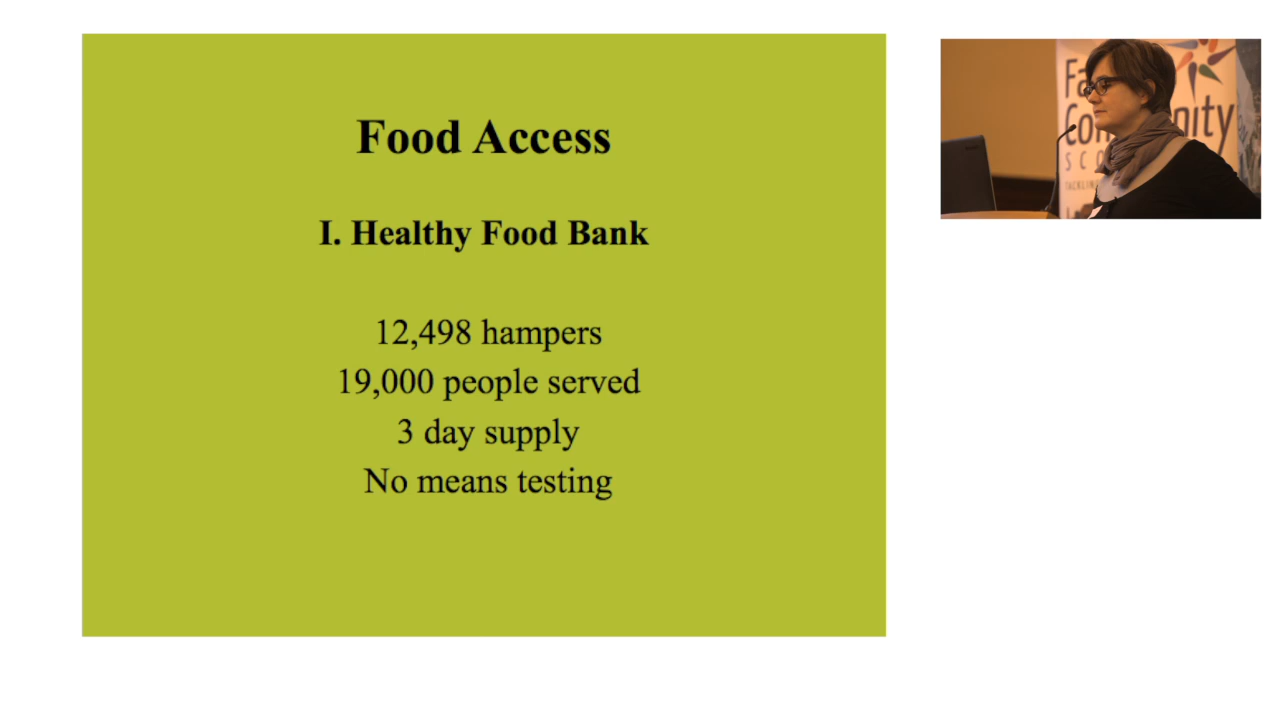 Food Access
I. Healthy Food Bank
12,498 hampers
19,000 people served
3 day supply
No means testing